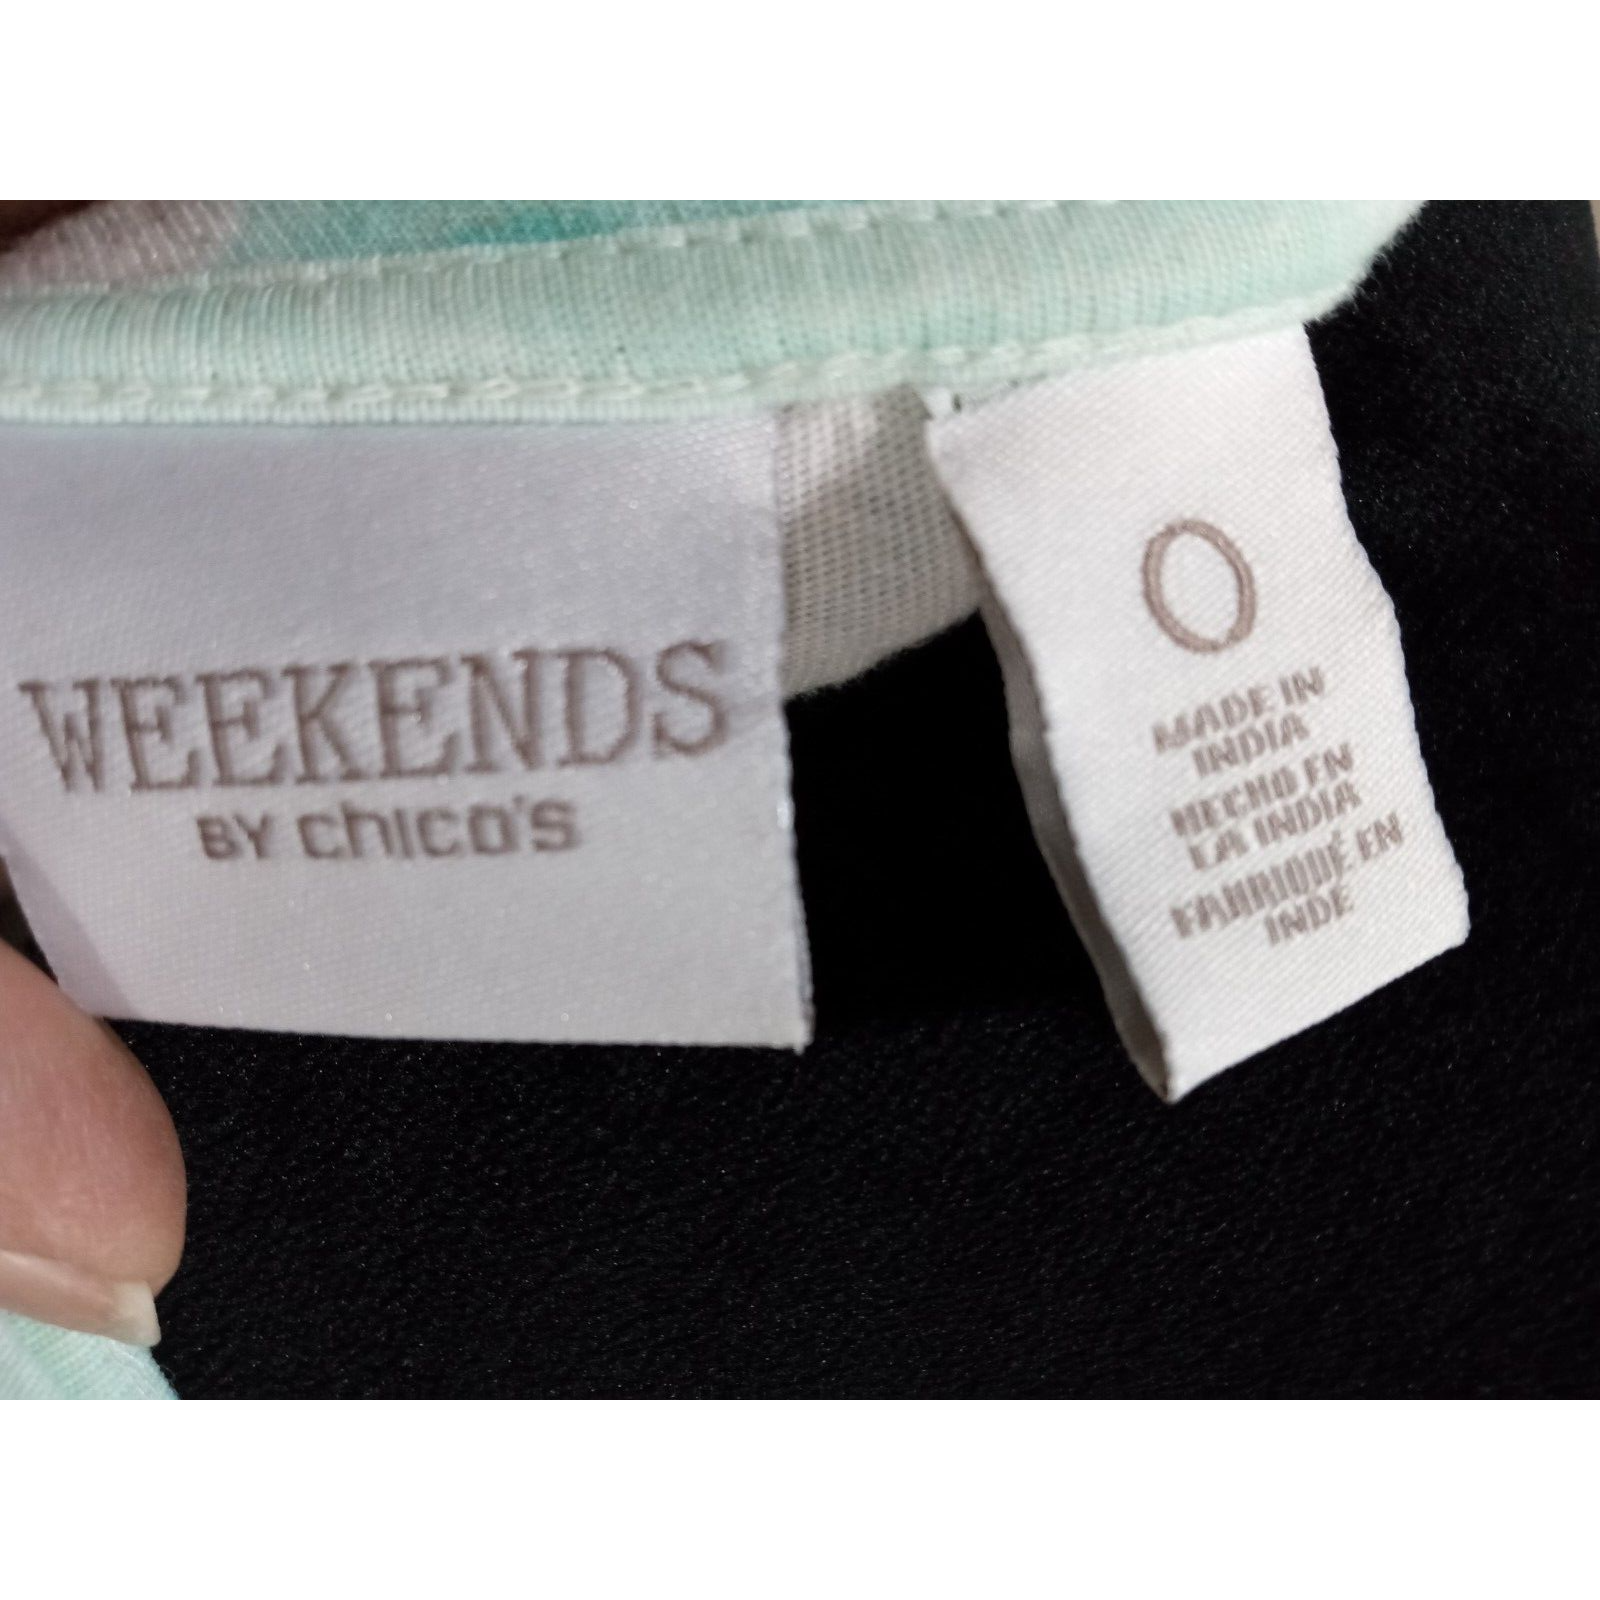 WEEKENDS
BY chico's
0
MADE IN
INDIA
HECHO EN
LA INDIA
FABRIQUÉ EN
INDE